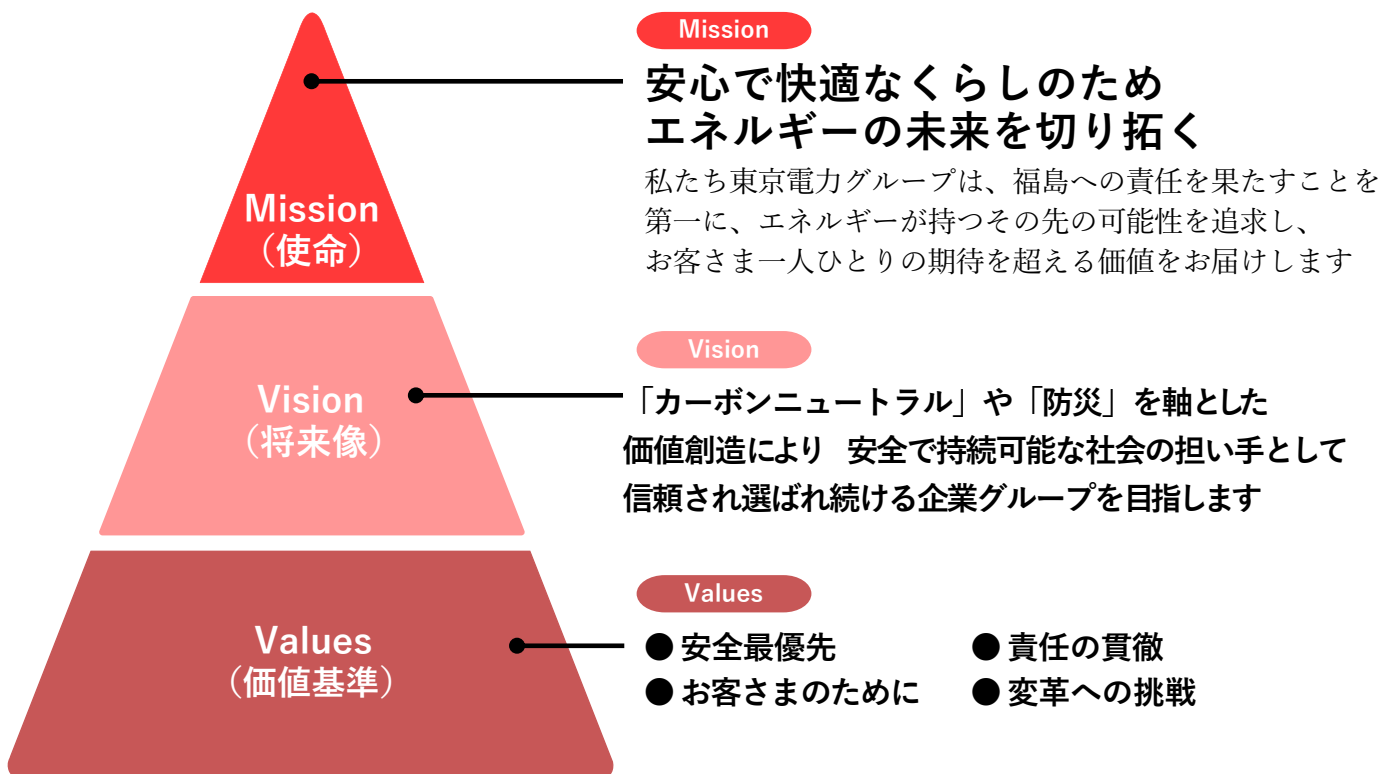 Mission
安心で快適なくらしのため
エネルギーの未来を切り拓く
私たち東京電力グループは、福島への責任を果たすことを
第一に、エネルギーが持つその先の可能性を追求し、
お客さま一人ひとりの期待を超える価値をお届けします
Mission
（使命）
Vision
「カーボンニュートラル」や「防災」を軸とした
価値創造により 安全で持続可能な社会の担い手として
信頼され選ばれ続ける企業グループを目指します
Vision
（将来像）
Values
● 安全最優先 ● 責任の貫徹
● お客さまのために ● 変革への挑戦
Values
（価値基準）